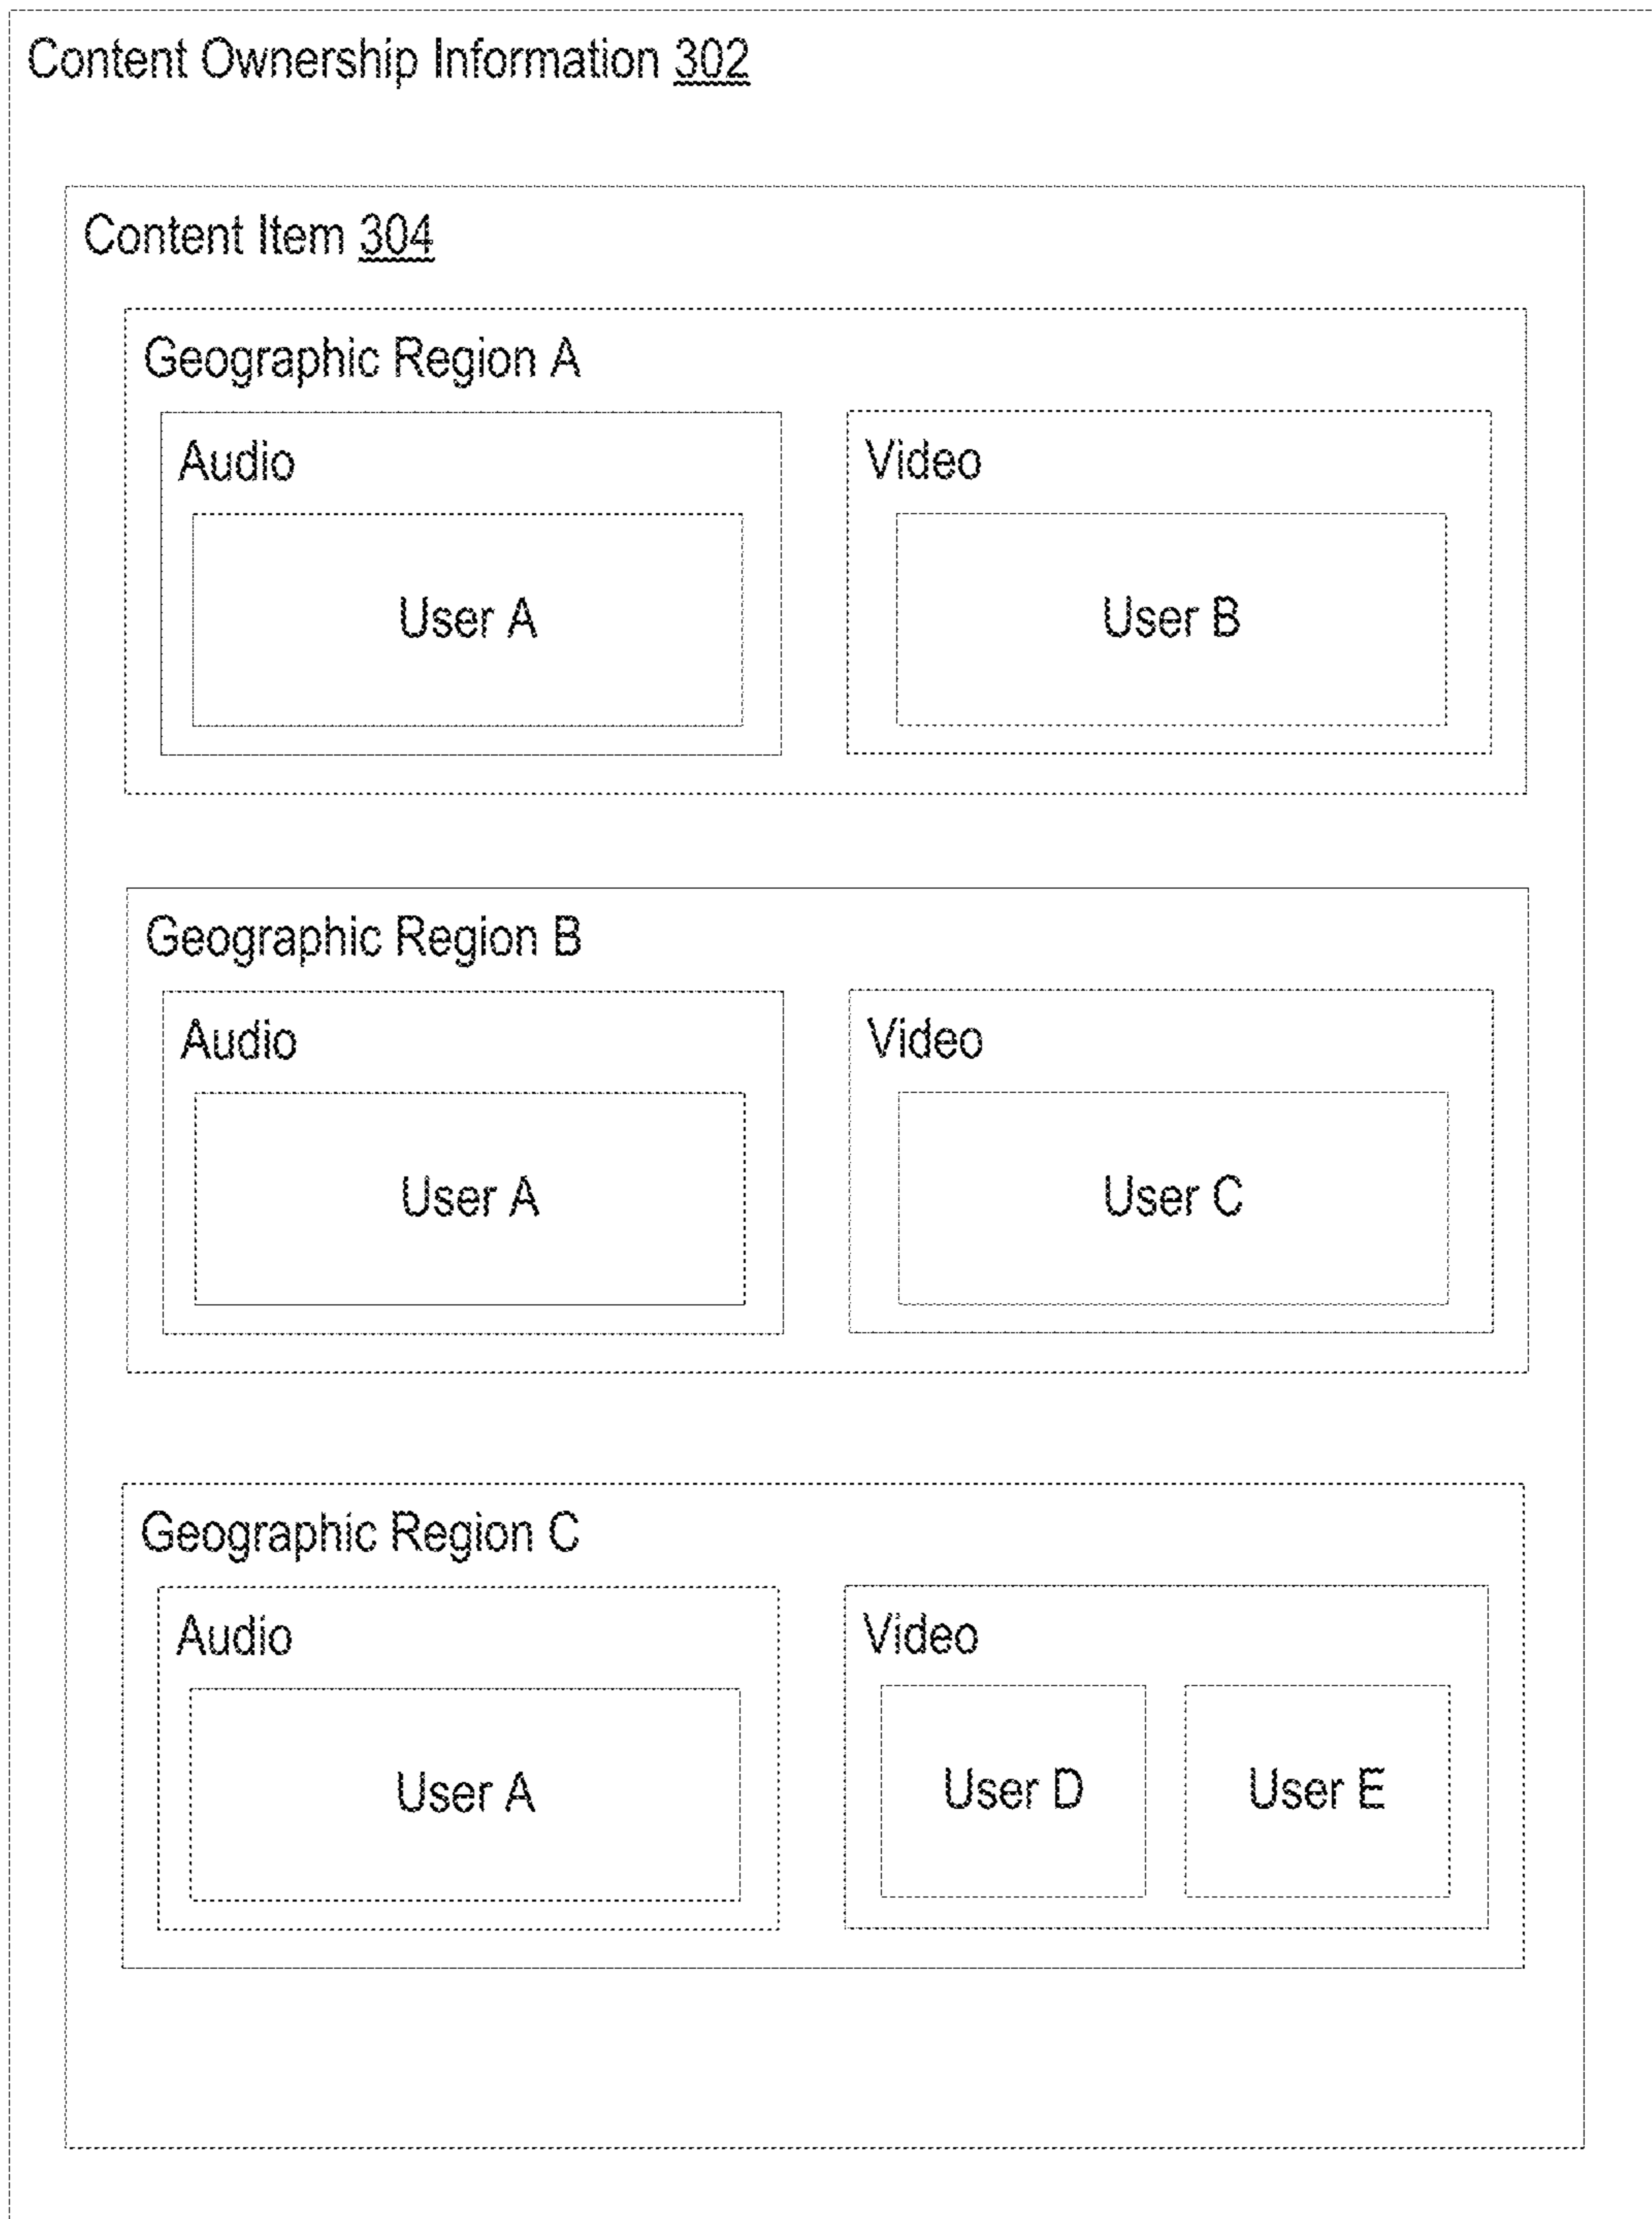 Content Ownership Information 302
Content Item 304
Geographic Region A
Audio
Video
User A
User B
Geographic Region B
Audio
Video
User A
User C
Geographic Region C
Audio
Video
User A
User D
User E